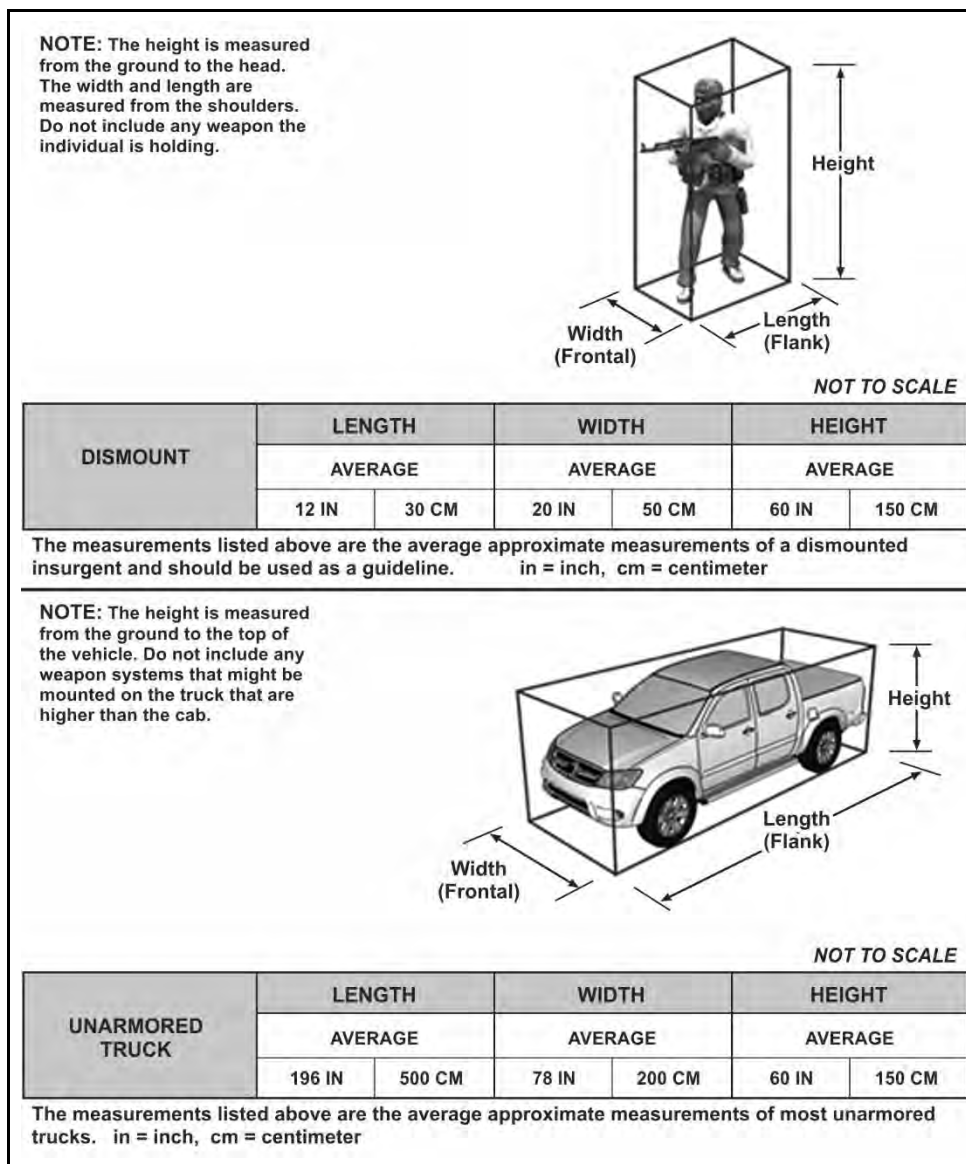 NOTE: The height is measured
from the ground to the head.
The width and length are
measured from the shoulders.
Do not include any weapon the
individual is holding.
Height
Width
(Frontal)
Length
(Flank)
NOT TO SCALE
DISMOUNT
LENGTH WIDTH HEIGHT
AVERAGE AVERAGE AVERAGE
12 IN 30 CM 20 IN 50 CM 60 IN 150 CM
The measurements listed above are the average approximate measurements of a dismounted
insurgent and should be used as a guideline. in = inch, cm = centimeter
NOTE: The height is measured
from the ground to the top of
the vehicle. Do not include any
weapon systems that might be
mounted on the truck that are
higher than the cab.
Height
Length
(Flank)
Width
(Frontal)
NOT TO SCALE
UNARMORED
TRUCK
LENGTH WIDTH HEIGHT
AVERAGE AVERAGE AVERAGE
196 IN 500 CM 78 IN 200 CM 60 IN 150 CM
The measurements listed above are the average approximate measurements of most unarmored
trucks. in = inch, cm = centimeter